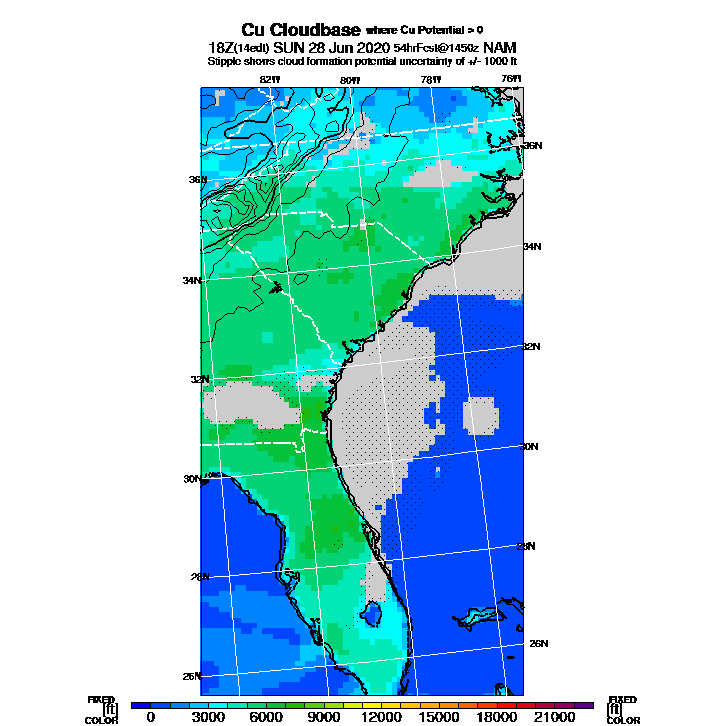 Cu Cloudbase where Cu Potential > 0
18Z(14edt) SUN 28 Jun 2020 54hrFcst@1450z NAM
Stipple shows cloud formation potential uncertainty of +/- 1000 ft
82W 80W 78W 76W
36N
36N
34N
34N
32N
32N
30N
30N
28N
28N
26N
26N
FIXED FIXED
[ft] 0 3000 6000 9000 12000 15000 18000 21000 [ft]
COLOR COLOR